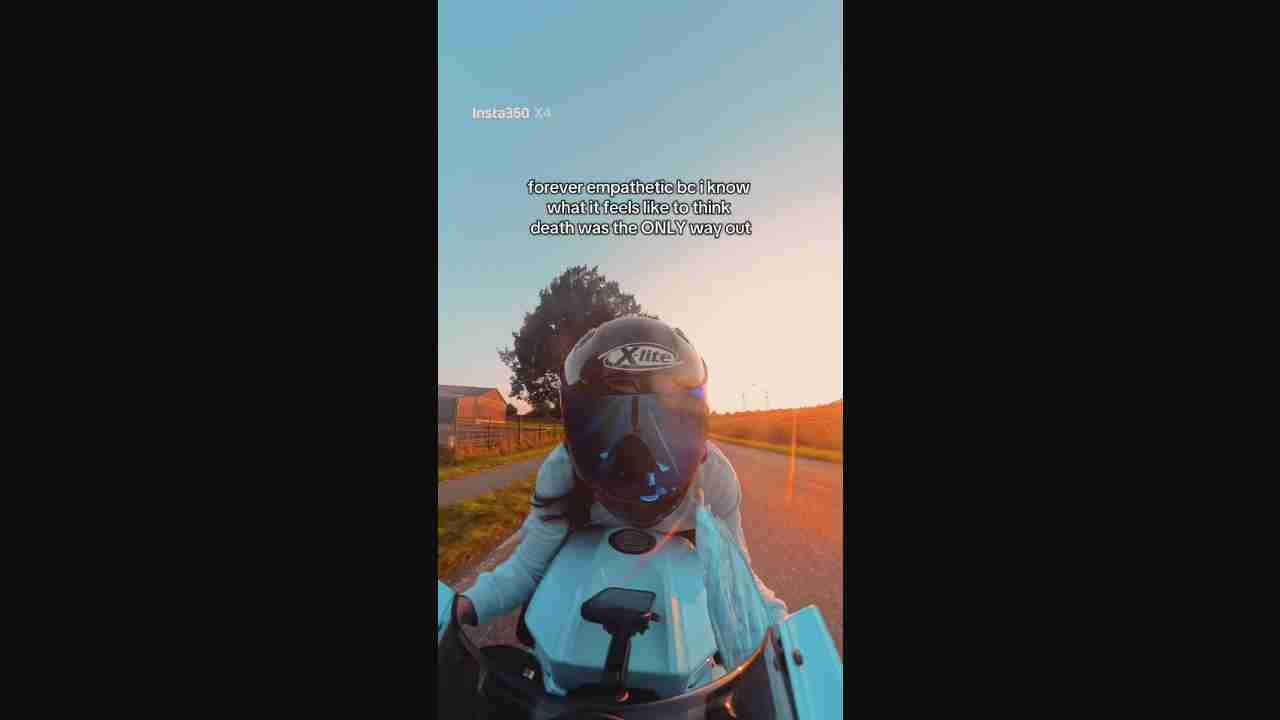 Insta360 X4
forever empathetic bc i know
what it feels like to think
death was the ONLY way out
X-lite